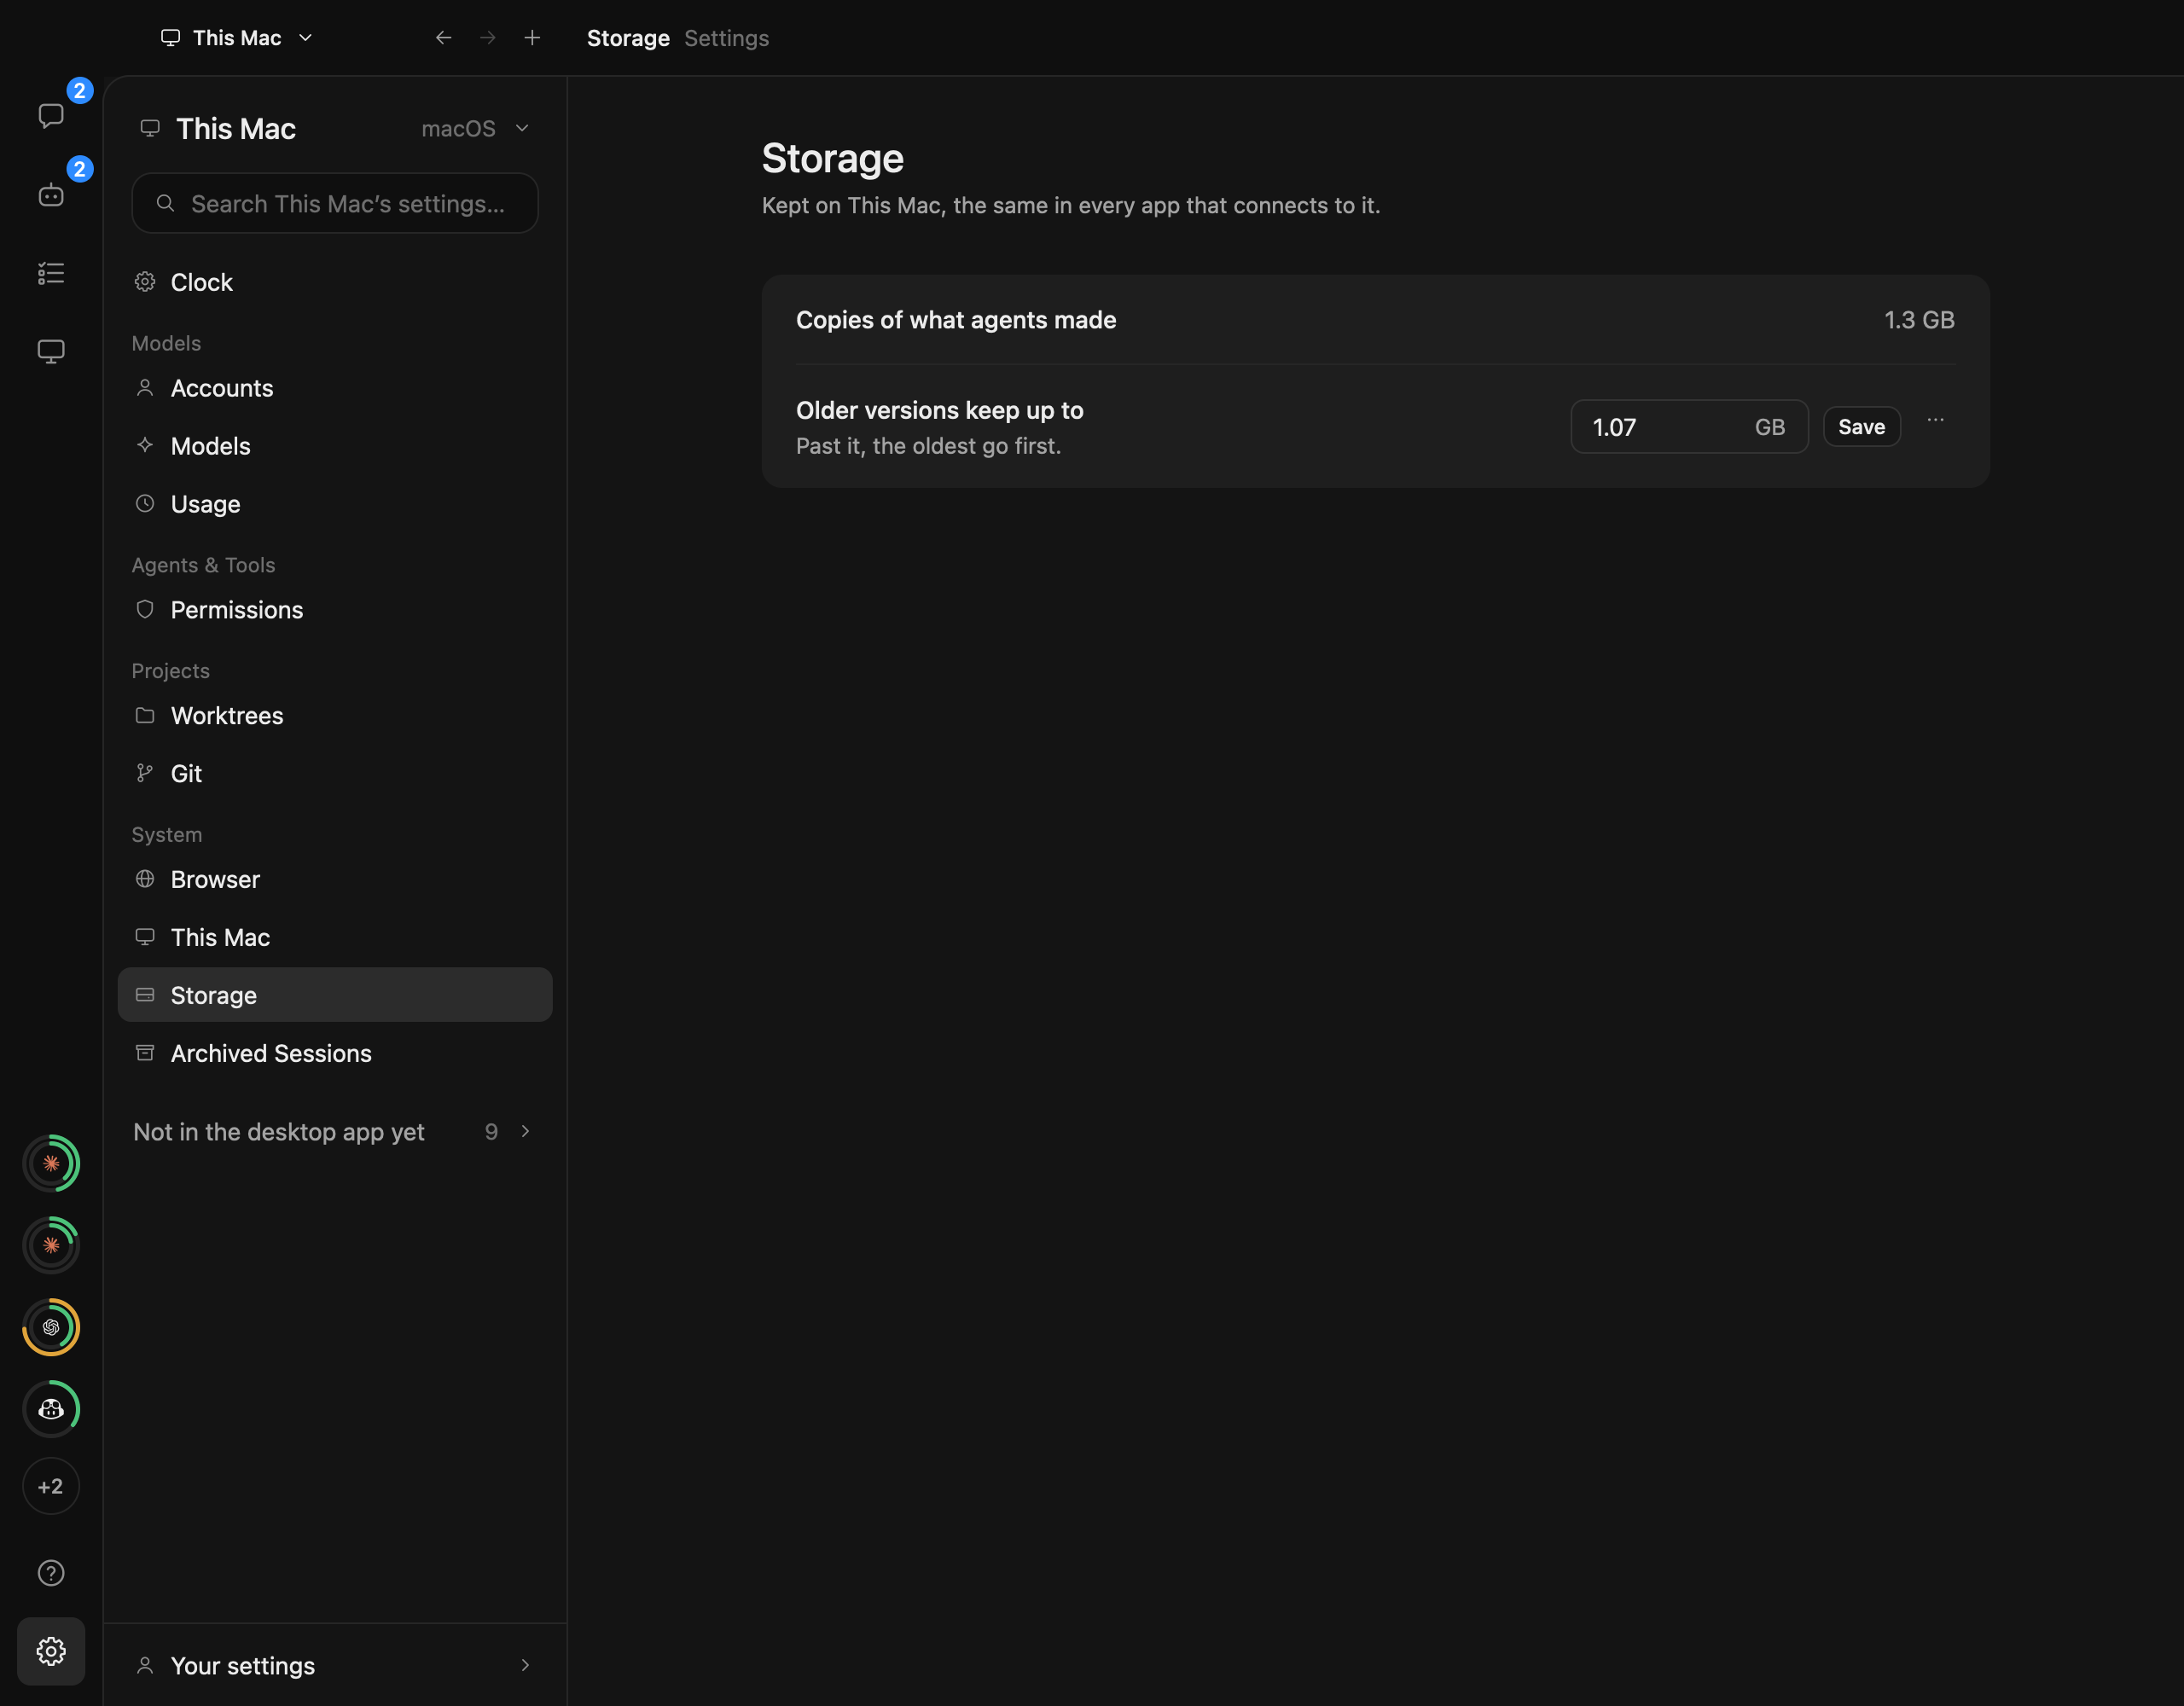 This Mac
Storage Settings
2
2
This Mac macOS
Search This Mac’s settings...
Clock
Models
Accounts
Models
Usage
Agents & Tools
Permissions
Projects
Worktrees
Git
System
Browser
This Mac
Storage
Archived Sessions
Not in the desktop app yet 9
+2
Your settings
Storage
Kept on This Mac, the same in every app that connects to it.
Copies of what agents made 1.3 GB
Older versions keep up to
Past it, the oldest go first.
1.07 GB Save ...